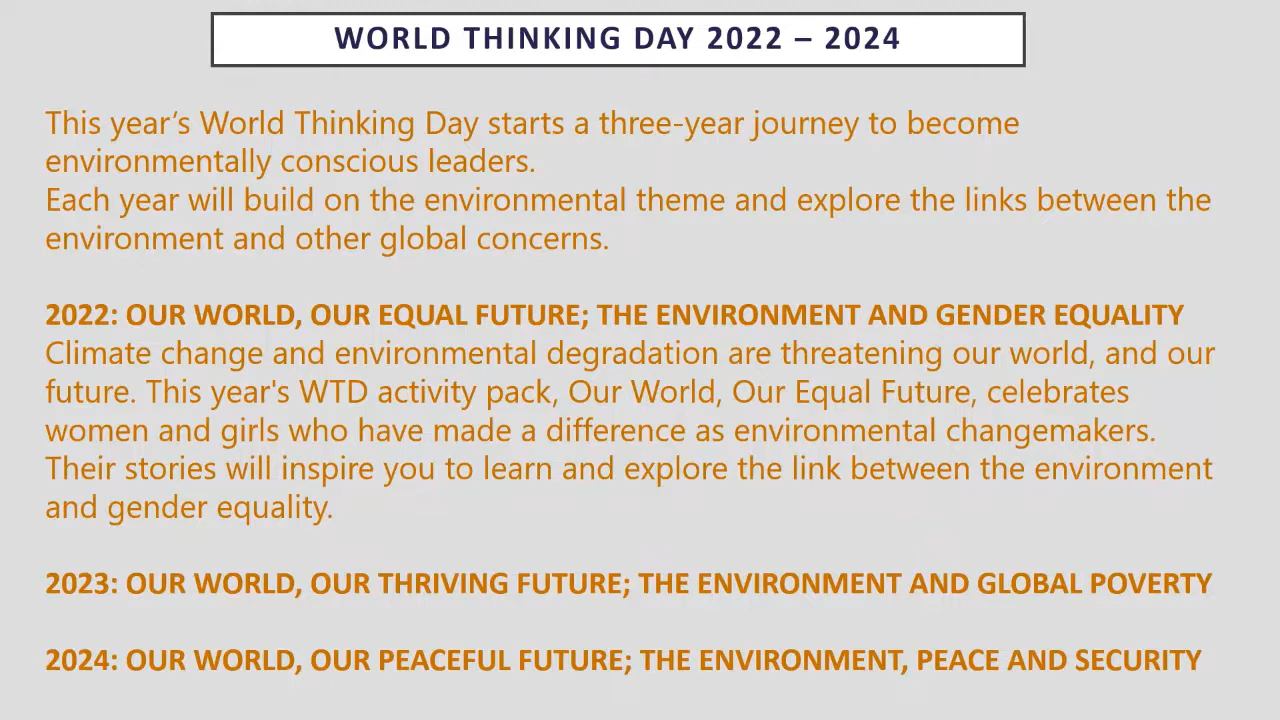 WORLD THINKING DAY 2022 – 2024
This year’s World Thinking Day starts a three-year journey to become
environmentally conscious leaders.
Each year will build on the environmental theme and explore the links between the
environment and other global concerns.
2022: OUR WORLD, OUR EQUAL FUTURE; THE ENVIRONMENT AND GENDER EQUALITY
Climate change and environmental degradation are threatening our world, and our
future. This year's WTD activity pack, Our World, Our Equal Future, celebrates
women and girls who have made a difference as environmental changemakers.
Their stories will inspire you to learn and explore the link between the environment
and gender equality.
2023: OUR WORLD, OUR THRIVING FUTURE; THE ENVIRONMENT AND GLOBAL POVERTY
2024: OUR WORLD, OUR PEACEFUL FUTURE; THE ENVIRONMENT, PEACE AND SECURITY